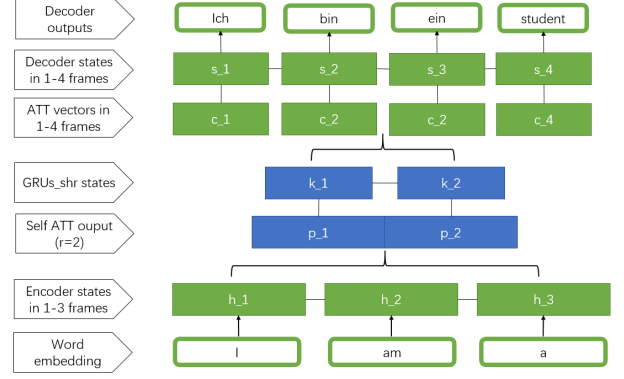 Decoder
outputs
Ich
bin
ein
student
Decoder states
in 1-4 frames
s_1
s_2
s_3
s_4
ATT vectors in
1-4 frames
c_1
c_2
c_2
c_4
GRUs_shr states
k_1
k_2
Self ATT ouput
(r=2)
p_1
p_2
Encoder states
in 1-3 frames
h_1
h_2
h_3
Word
embedding
I
am
a